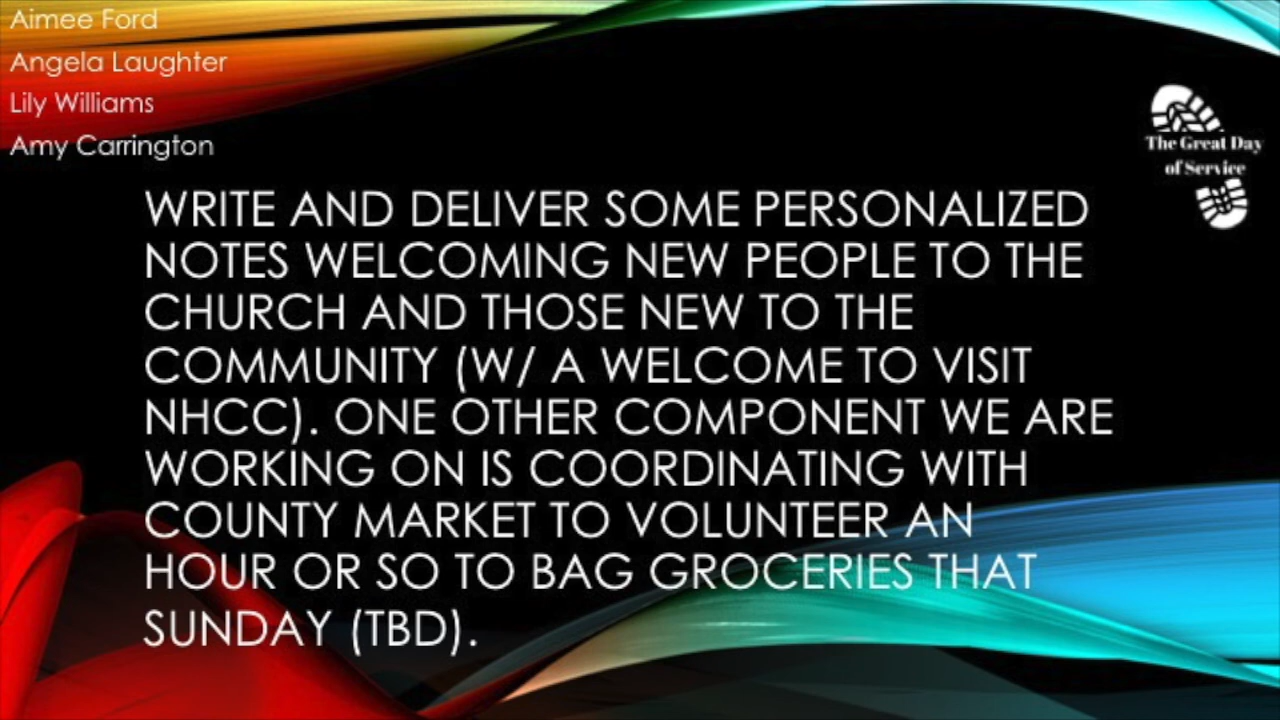 Aimee Ford
Angela Laughter
Lily Williams
Amy Carrington
The Great Day
of Service
WRITE AND DELIVER SOME PERSONALIZED
NOTES WELCOMING NEW PEOPLE TO THE
CHURCH AND THOSE NEW TO THE
COMMUNITY (W/ A WELCOME TO VISIT
NHCC). ONE OTHER COMPONENT WE ARE
WORKING ON IS COORDINATING WITH
COUNTY MARKET TO VOLUNTEER AN
HOUR OR SO TO BAG GROCERIES THAT
SUNDAY (TBD).